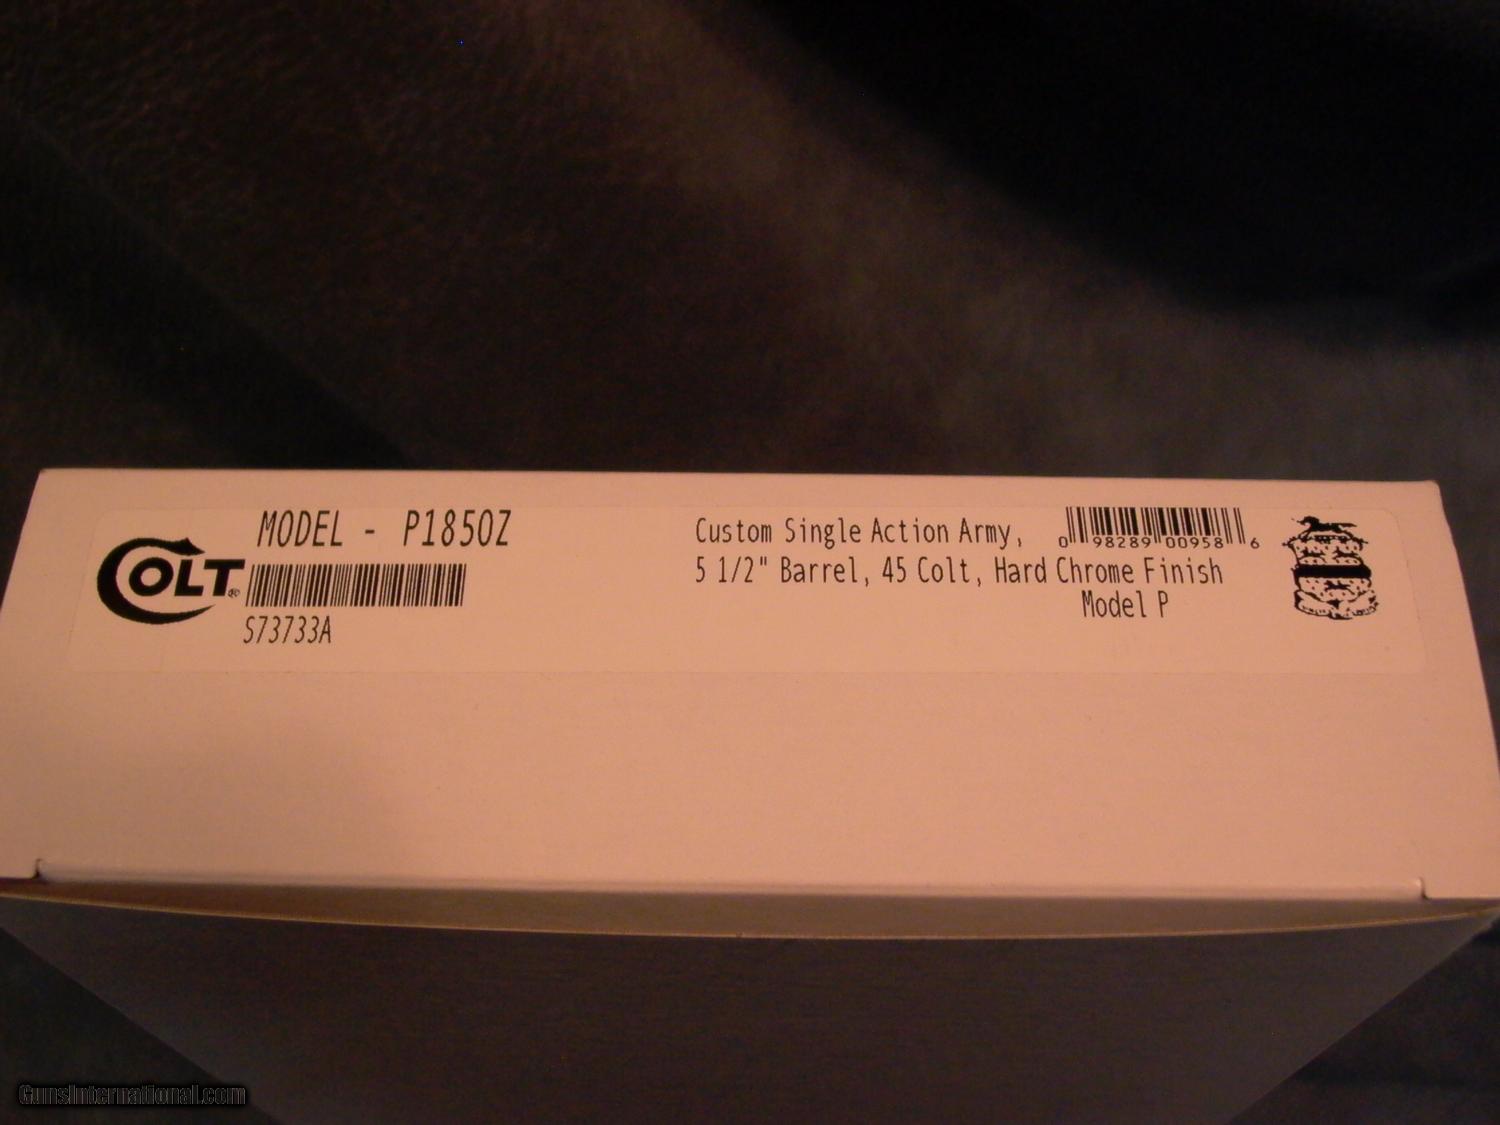 MODEL - P1850Z
COLT®
S73733A
Custom Single Action Army,
0 98289 00958 6
5 1/2" Barrel, 45 Colt, Hard Chrome Finish
Model P
GunsInternational.com